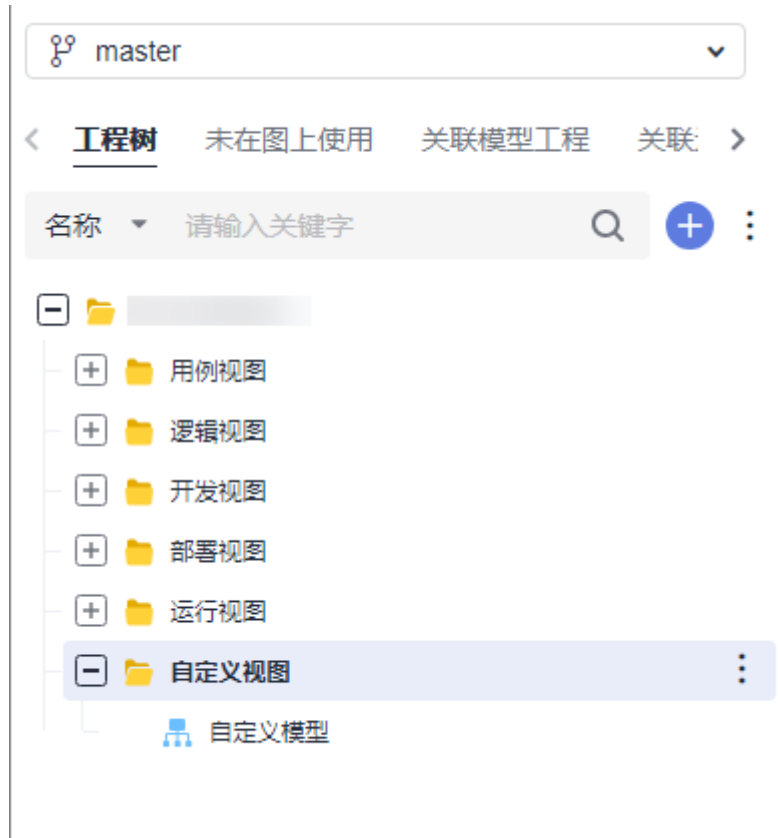 master
工程树 未在图上使用 关联模型工程 关联
名称 请输入关键字
用例视图
逻辑视图
开发视图
部署视图
运行视图
自定义视图
自定义模型